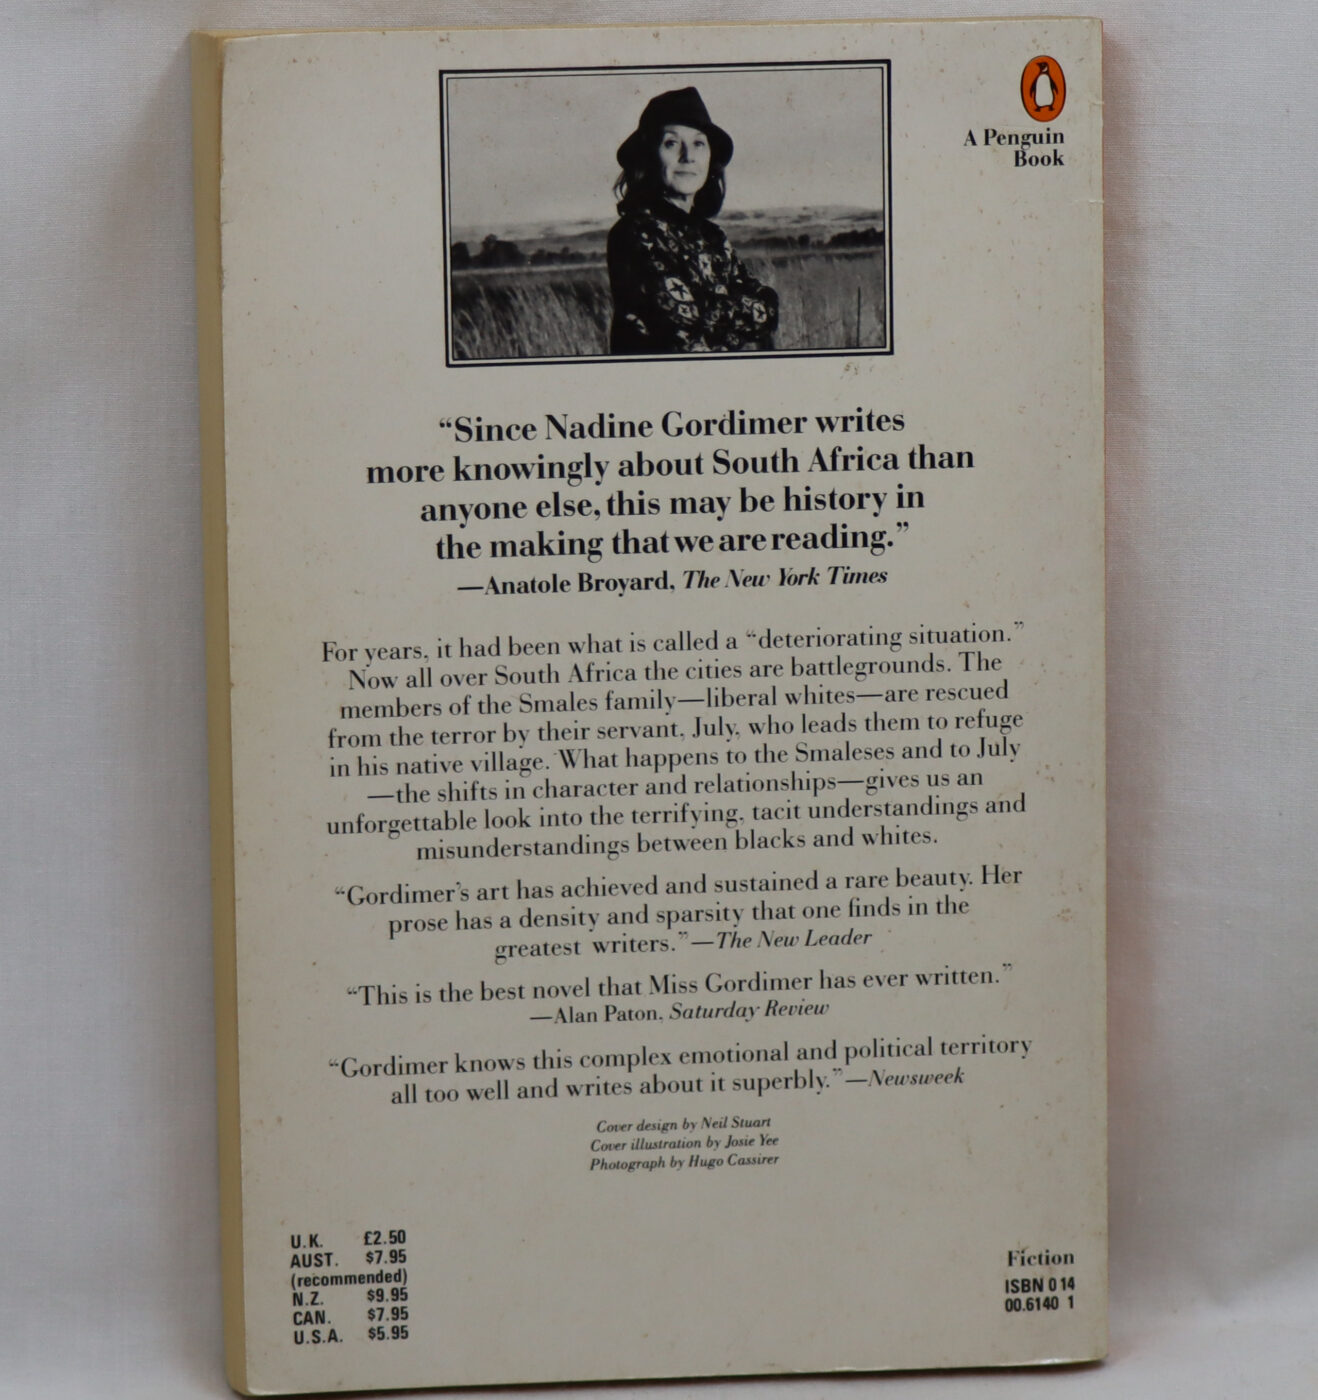 A Penguin
Book
“Since Nadine Gordimer writes
more knowingly about South Africa than
anyone else, this may be history in
the making that we are reading.”
—Anatole Broyard, The New York Times
For years, it had been what is called a “deteriorating situation.”
Now all over South Africa the cities are battlegrounds. The
members of the Smales family—liberal whites—are rescued
from the terror by their servant, July, who leads them to refuge
in his native village. What happens to the Smaleses and to July
—the shifts in character and relationships—gives us an
unforgettable look into the terrifying, tacit understandings and
misunderstandings between blacks and whites.
“Gordimer’s art has achieved and sustained a rare beauty. Her
prose has a density and sparsity that one finds in the
greatest writers.”—The New Leader
“This is the best novel that Miss Gordimer has ever written.”
—Alan Paton, Saturday Review
“Gordimer knows this complex emotional and political territory
all too well and writes about it superbly.”—Newsweek
Cover design by Neil Stuart
Cover illustration by Josie Yee
Photograph by Hugo Cassirer
U.K. £2.50
AUST. $7.95
(recommended)
N.Z. $9.95
CAN. $7.95
U.S.A. $5.95
Fiction
ISBN 0 14
00.6140 1